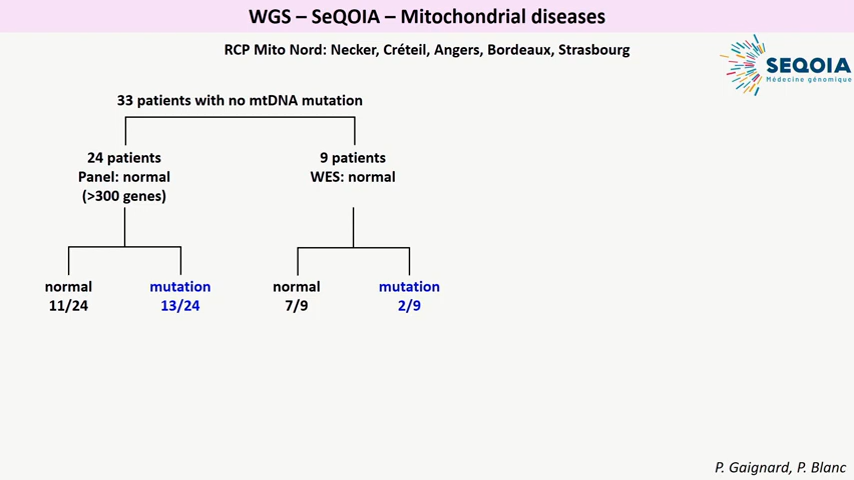 WGS – SeQOIA – Mitochondrial diseases
RCP Mito Nord: Necker, Créteil, Angers, Bordeaux, Strasbourg
SEQOIA
Médecine génomique
33 patients with no mtDNA mutation
24 patients
Panel: normal
(>300 genes)
9 patients
WES: normal
normal
11/24
mutation
13/24
normal
7/9
mutation
2/9
P. Gaignard, P. Blanc